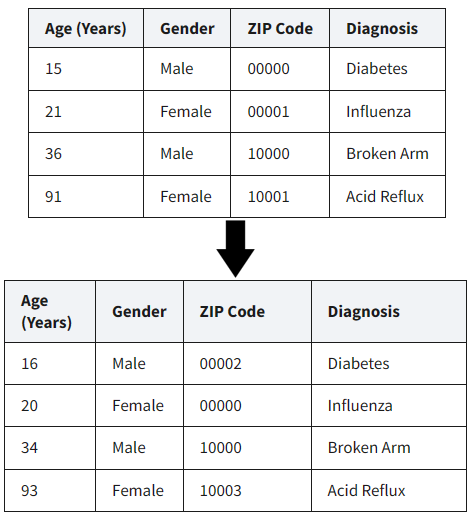 Age (Years) Gender ZIP Code Diagnosis
15 Male 00000 Diabetes
21 Female 00001 Influenza
36 Male 10000 Broken Arm
91 Female 10001 Acid Reflux
Age
(Years) Gender ZIP Code Diagnosis
16 Male 00002 Diabetes
20 Female 00000 Influenza
34 Male 10000 Broken Arm
93 Female 10003 Acid Reflux